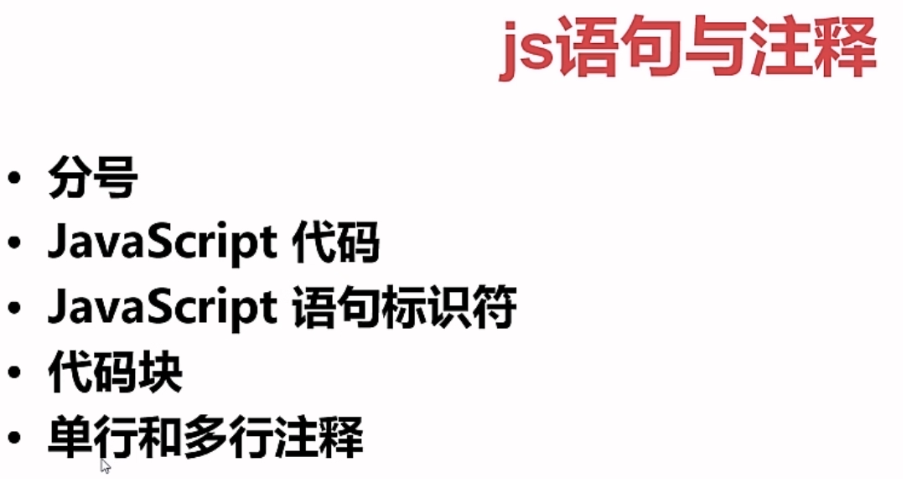 js语句与注释
• 分号
• JavaScript 代码
• JavaScript 语句标识符
• 代码块
• 单行和多行注释